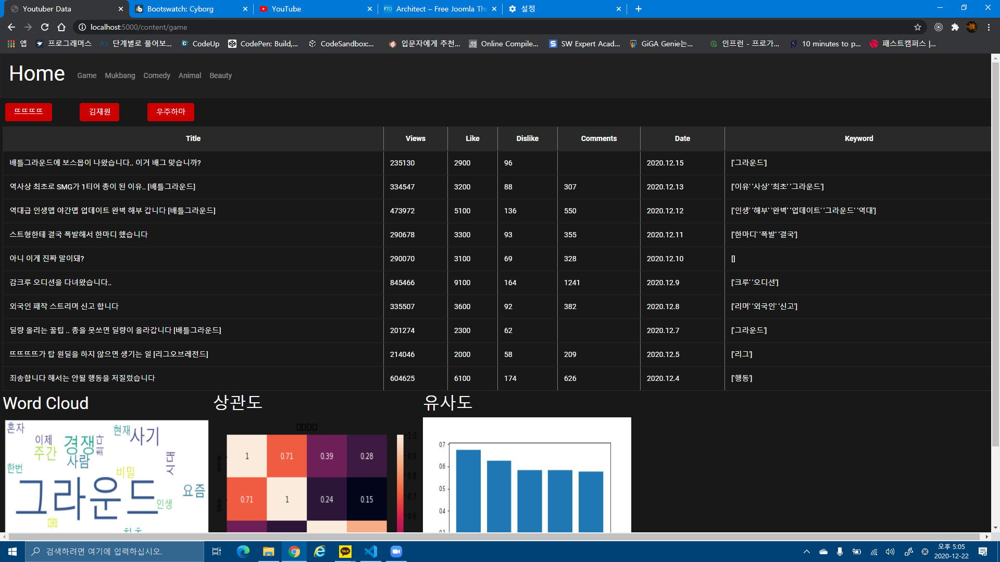 Youtuber Data
Bootswatch: Cyborg
YouTube
FTO Architect – Free Joomla The
설정
localhost:5000/content/game
앱
프로그래머스
단계별로 풀어보...
CodeUp
CodePen: Build,...
CodeSandbox:...
입문자에게 추천...
Online Compile...
SW Expert Acad...
GiGA Genie는...
인프런 - 프로가...
10 minutes to p...
패스트캠퍼스 |...
Home Game Mukbang Comedy Animal Beauty
뜨뜨뜨뜨 김재원 우주하마
Title Views Like Dislike Comments Date Keyword
배틀그라운드에 보스몹이 나왔습니다.. 이거 배그 맞습니까? 235130 2900 96 2020.12.15 ['그라운드']
역사상 최초로 SMG가 1티어 총이 된 이유.. [배틀그라운드] 334547 3200 88 307 2020.12.13 ['이유' '사상' '최초' '그라운드']
역대급 인생맵 야간맵 업데이트 완벽 해부 갑니다 [배틀그라운드] 473972 5100 136 550 2020.12.12 ['인생' '해부' '완벽' '업데이트' '그라운드' '역대']
스트형한테 결국 폭발해서 한마디 했습니다 290678 3300 93 355 2020.12.11 ['한마디' '폭발' '결국']
아니 이게 진짜 말이돼? 290070 3100 69 328 2020.12.10 []
감크루 오디션을 다녀왔습니다.. 845466 9100 164 1241 2020.12.9 ['크루' '오디션']
외국인 패작 스트리머 신고 합니다 335507 3600 92 382 2020.12.8 ['리머' '외국인' '신고']
딜량 올리는 꿀팁 .. 총을 못쏘면 딜량이 올라갑니다 [배틀그라운드] 201274 2300 62 2020.12.7 ['그라운드']
뜨뜨뜨뜨가 탑 원딜을 하지 않으면 생기는 일 [리그오브레전드] 214046 2000 58 209 2020.12.5 ['리그']
죄송합니다 해서는 안될 행동을 저질렀습니다 604625 6100 174 626 2020.12.4 ['행동']
Word Cloud 상관도 유사도
혼자
이제
주간
경쟁
현재
사기
사람
한번
시대
비밀
그라운드
요즘
인생
DDDD
view
1 0.71 0.39 0.28
like
0.71 1 0.24 0.15
1.0
0.9
0.8
0.7
0.6
0.7
0.6
0.5
0.4
검색하려면 여기에 입력하십시오.
TALK
오후 5:05
2020-12-22